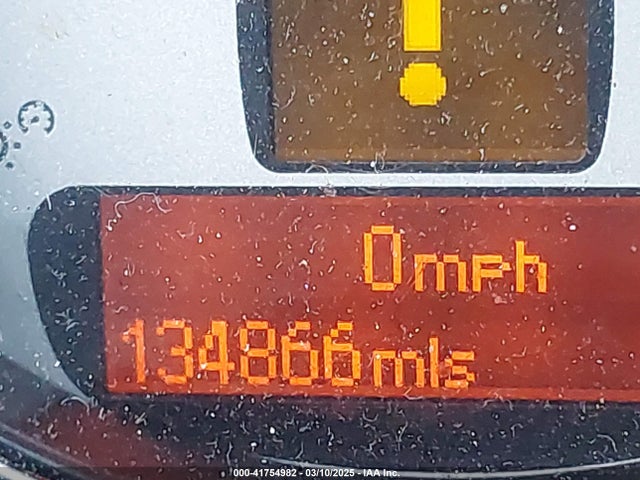 !
0mph
134866mls
000-41754982 - 03/10/2025 - IAA Inc.